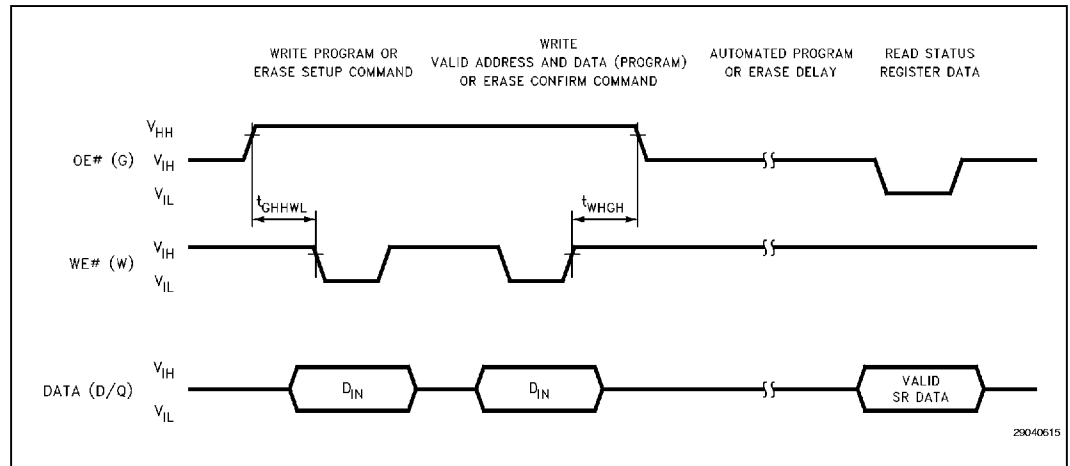 WRITE PROGRAM OR
ERASE SETUP COMMAND
WRITE
VALID ADDRESS AND DATA (PROGRAM)
OR ERASE CONFIRM COMMAND
AUTOMATED PROGRAM
OR ERASE DELAY
READ STATUS
REGISTER DATA
VHH
OE# (G) VIH
VIL
tGHHWL
tWHGH
WE# (W) VIH
VIL
DATA (D/Q) VIH
VIL
DIN
DIN
VALID
SR DATA
29040615